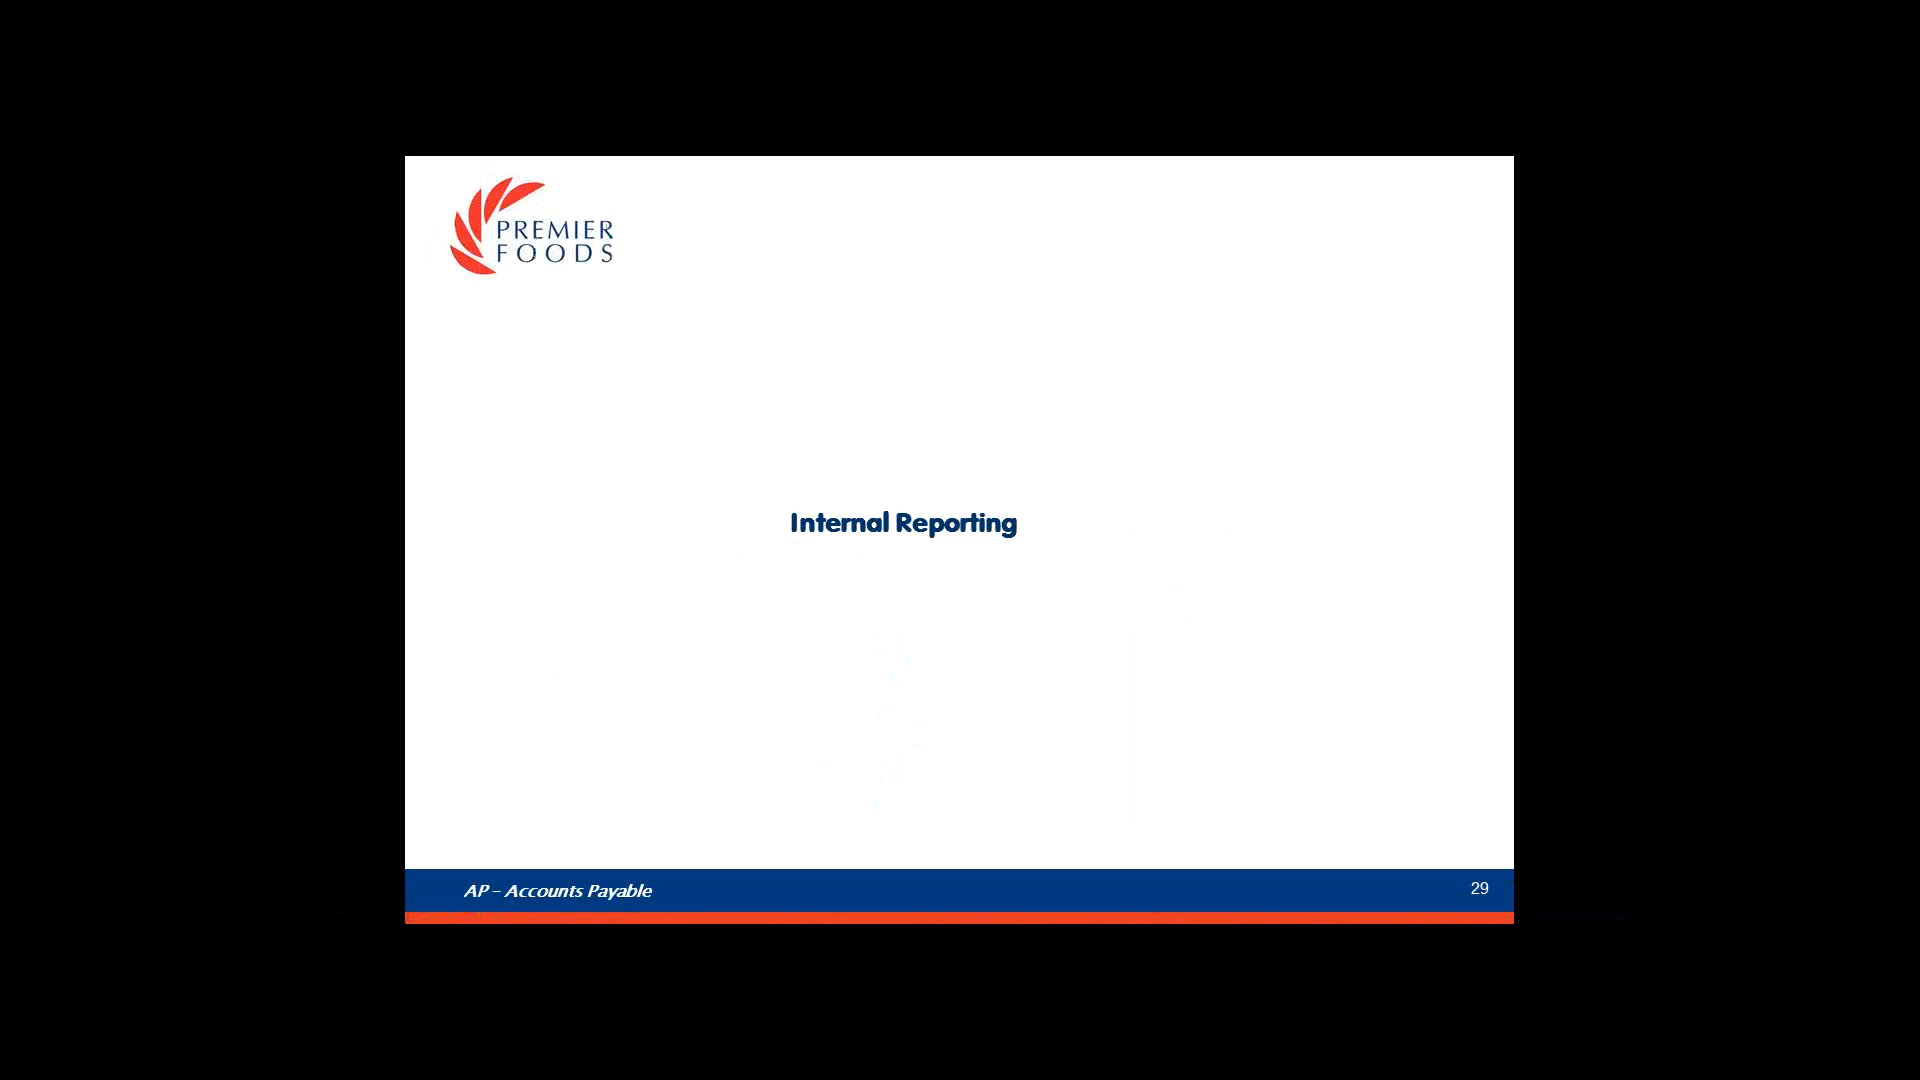 PREMIER
FOODS
Internal Reporting
AP – Accounts Payable
29